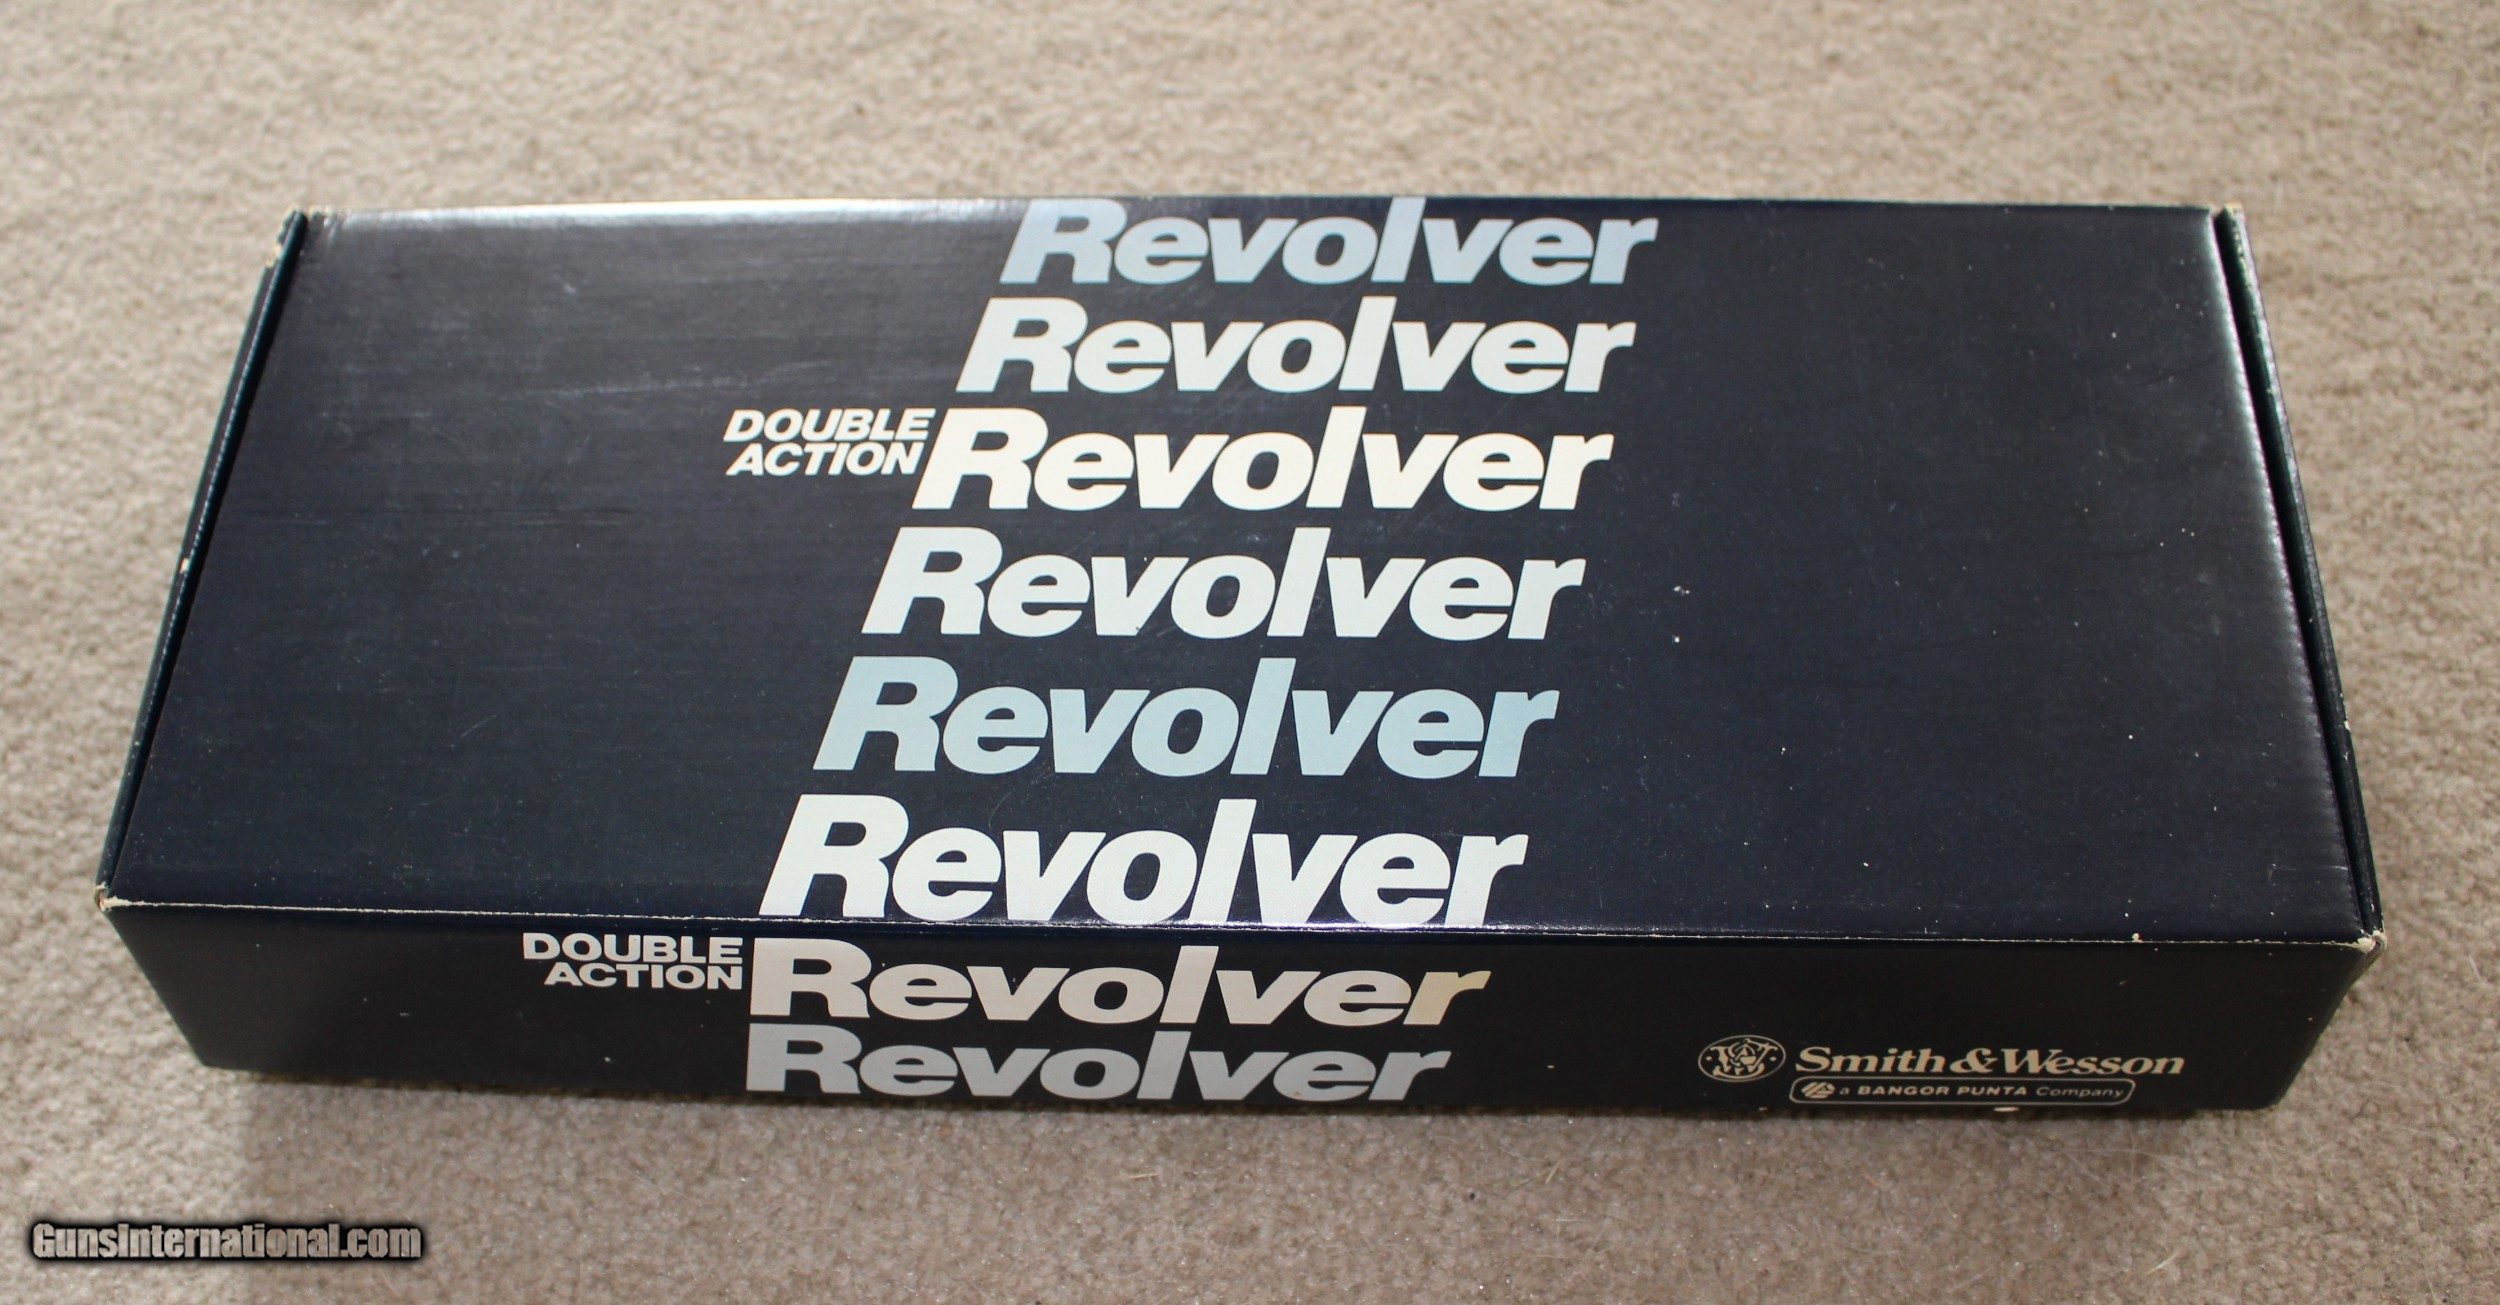 Revolver
Revolver
DOUBLE
ACTION Revolver
Revolver
Revolver
Revolver
DOUBLE
ACTION Revolver
Revolver
Smith & Wesson
a BANGOR PUNTA Company
GunsInternational.com